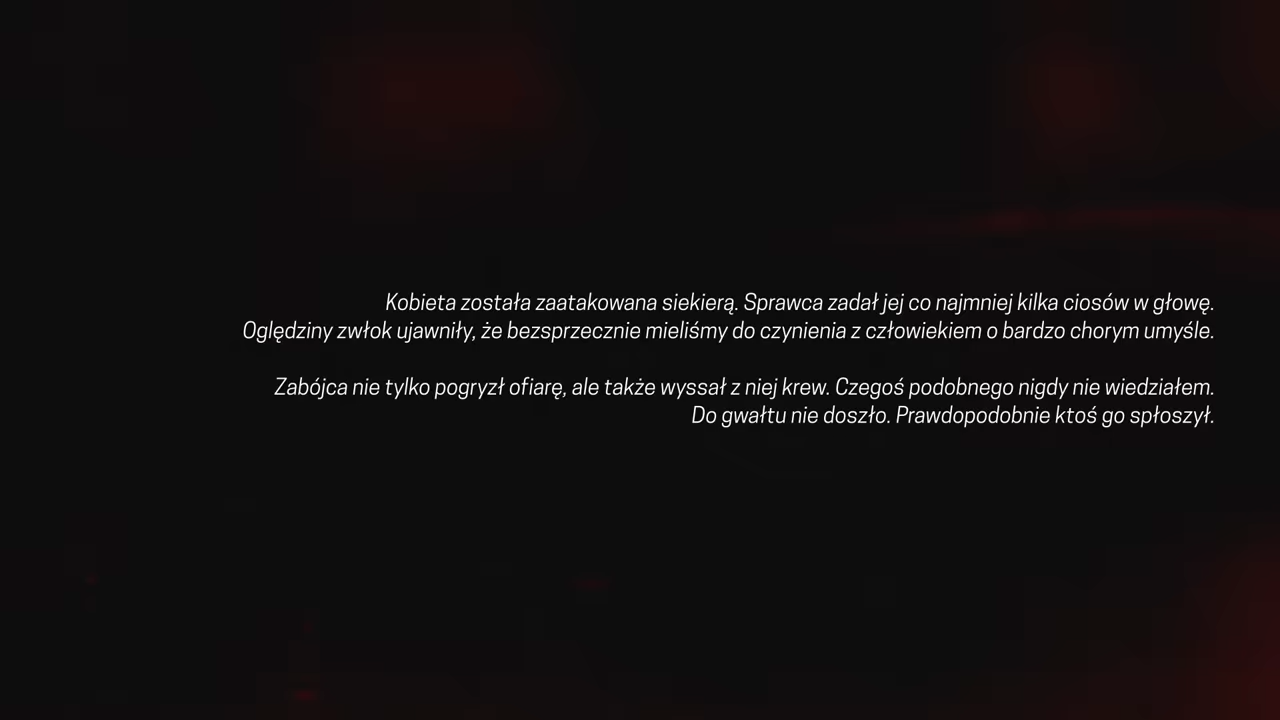 Kobieta została zaatakowana siekierą. Sprawca zadał jej co najmniej kilka ciosów w głowę.
Oględziny zwłok ujawniły, że bezsprzecznie mieliśmy do czynienia z człowiekiem o bardzo chorym umyśle.
Zabójca nie tylko pogryzł ofiarę, ale także wyssał z niej krew. Czegoś podobnego nigdy nie wiedziałem.
Do gwałtu nie doszło. Prawdopodobnie ktoś go spłoszył.